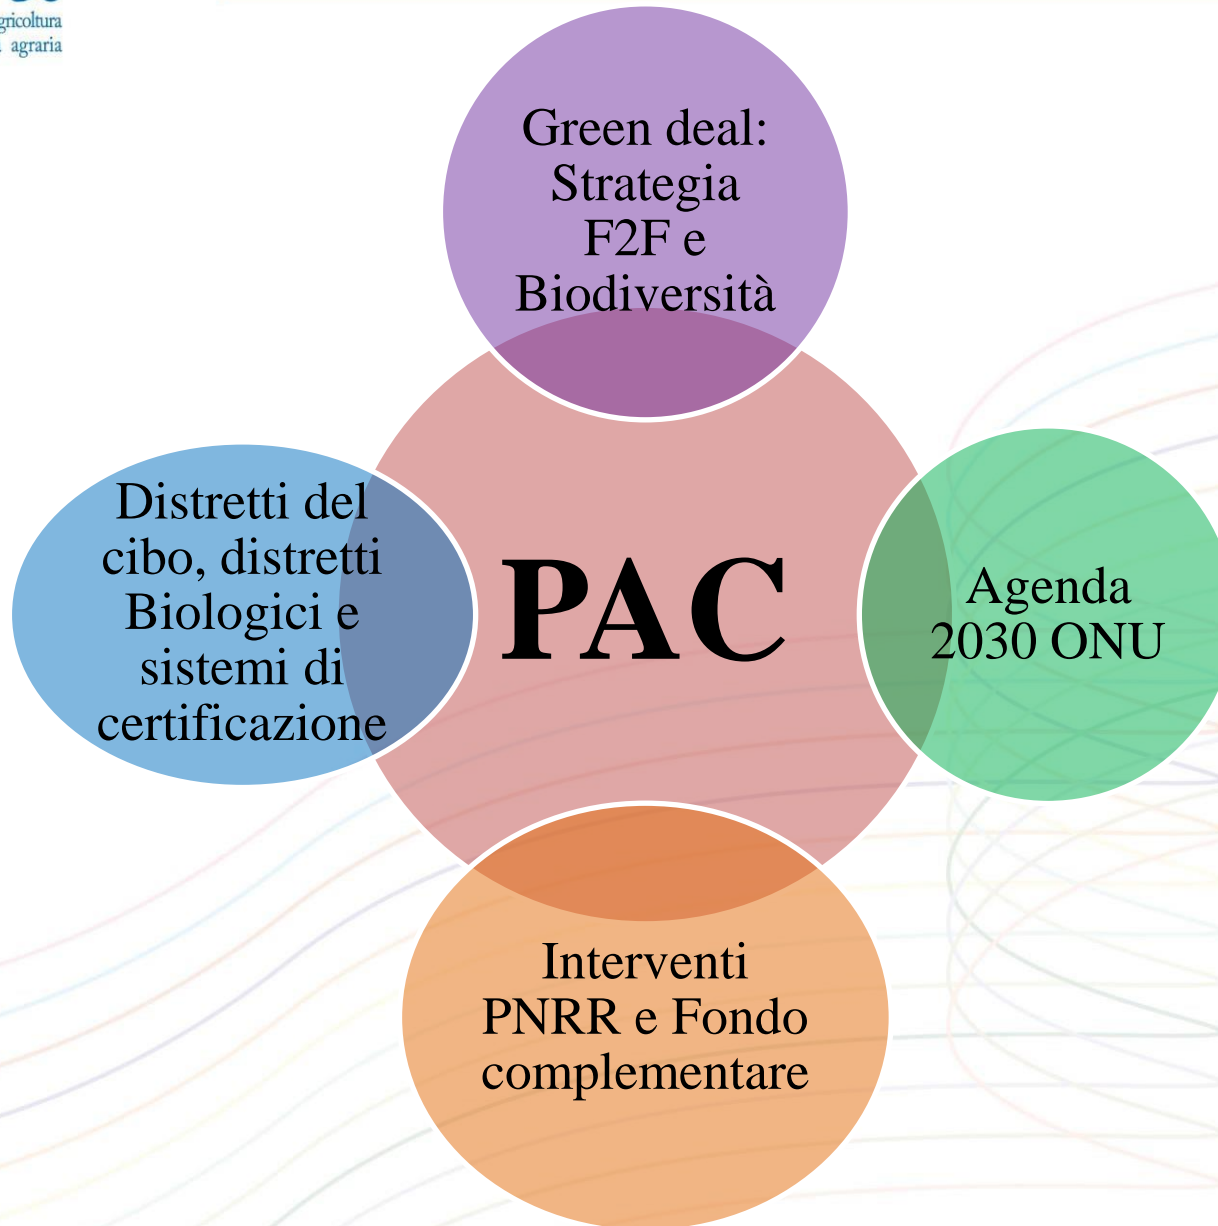 agricoltura
agraria
Green deal:
Strategia
F2F e
Biodiversità
Distretti del
cibo, distretti
Biologici e
sistemi di
certificazione
PAC
Agenda
2030 ONU
Interventi
PNRR e Fondo
complementare